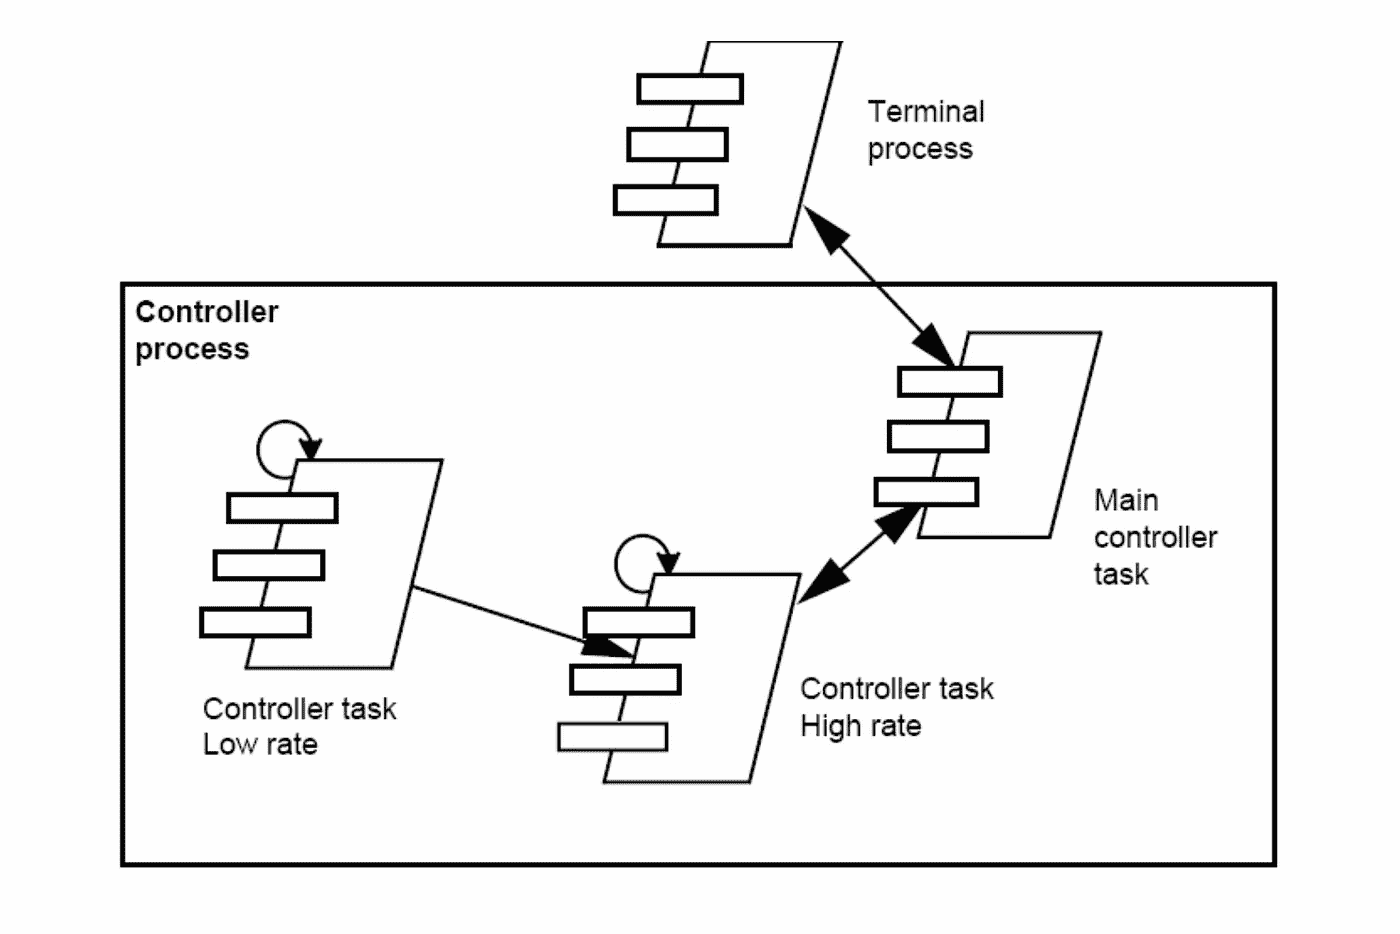 Terminal
process
Controller
process
Main
controller
task
Controller task
High rate
Controller task
Low rate